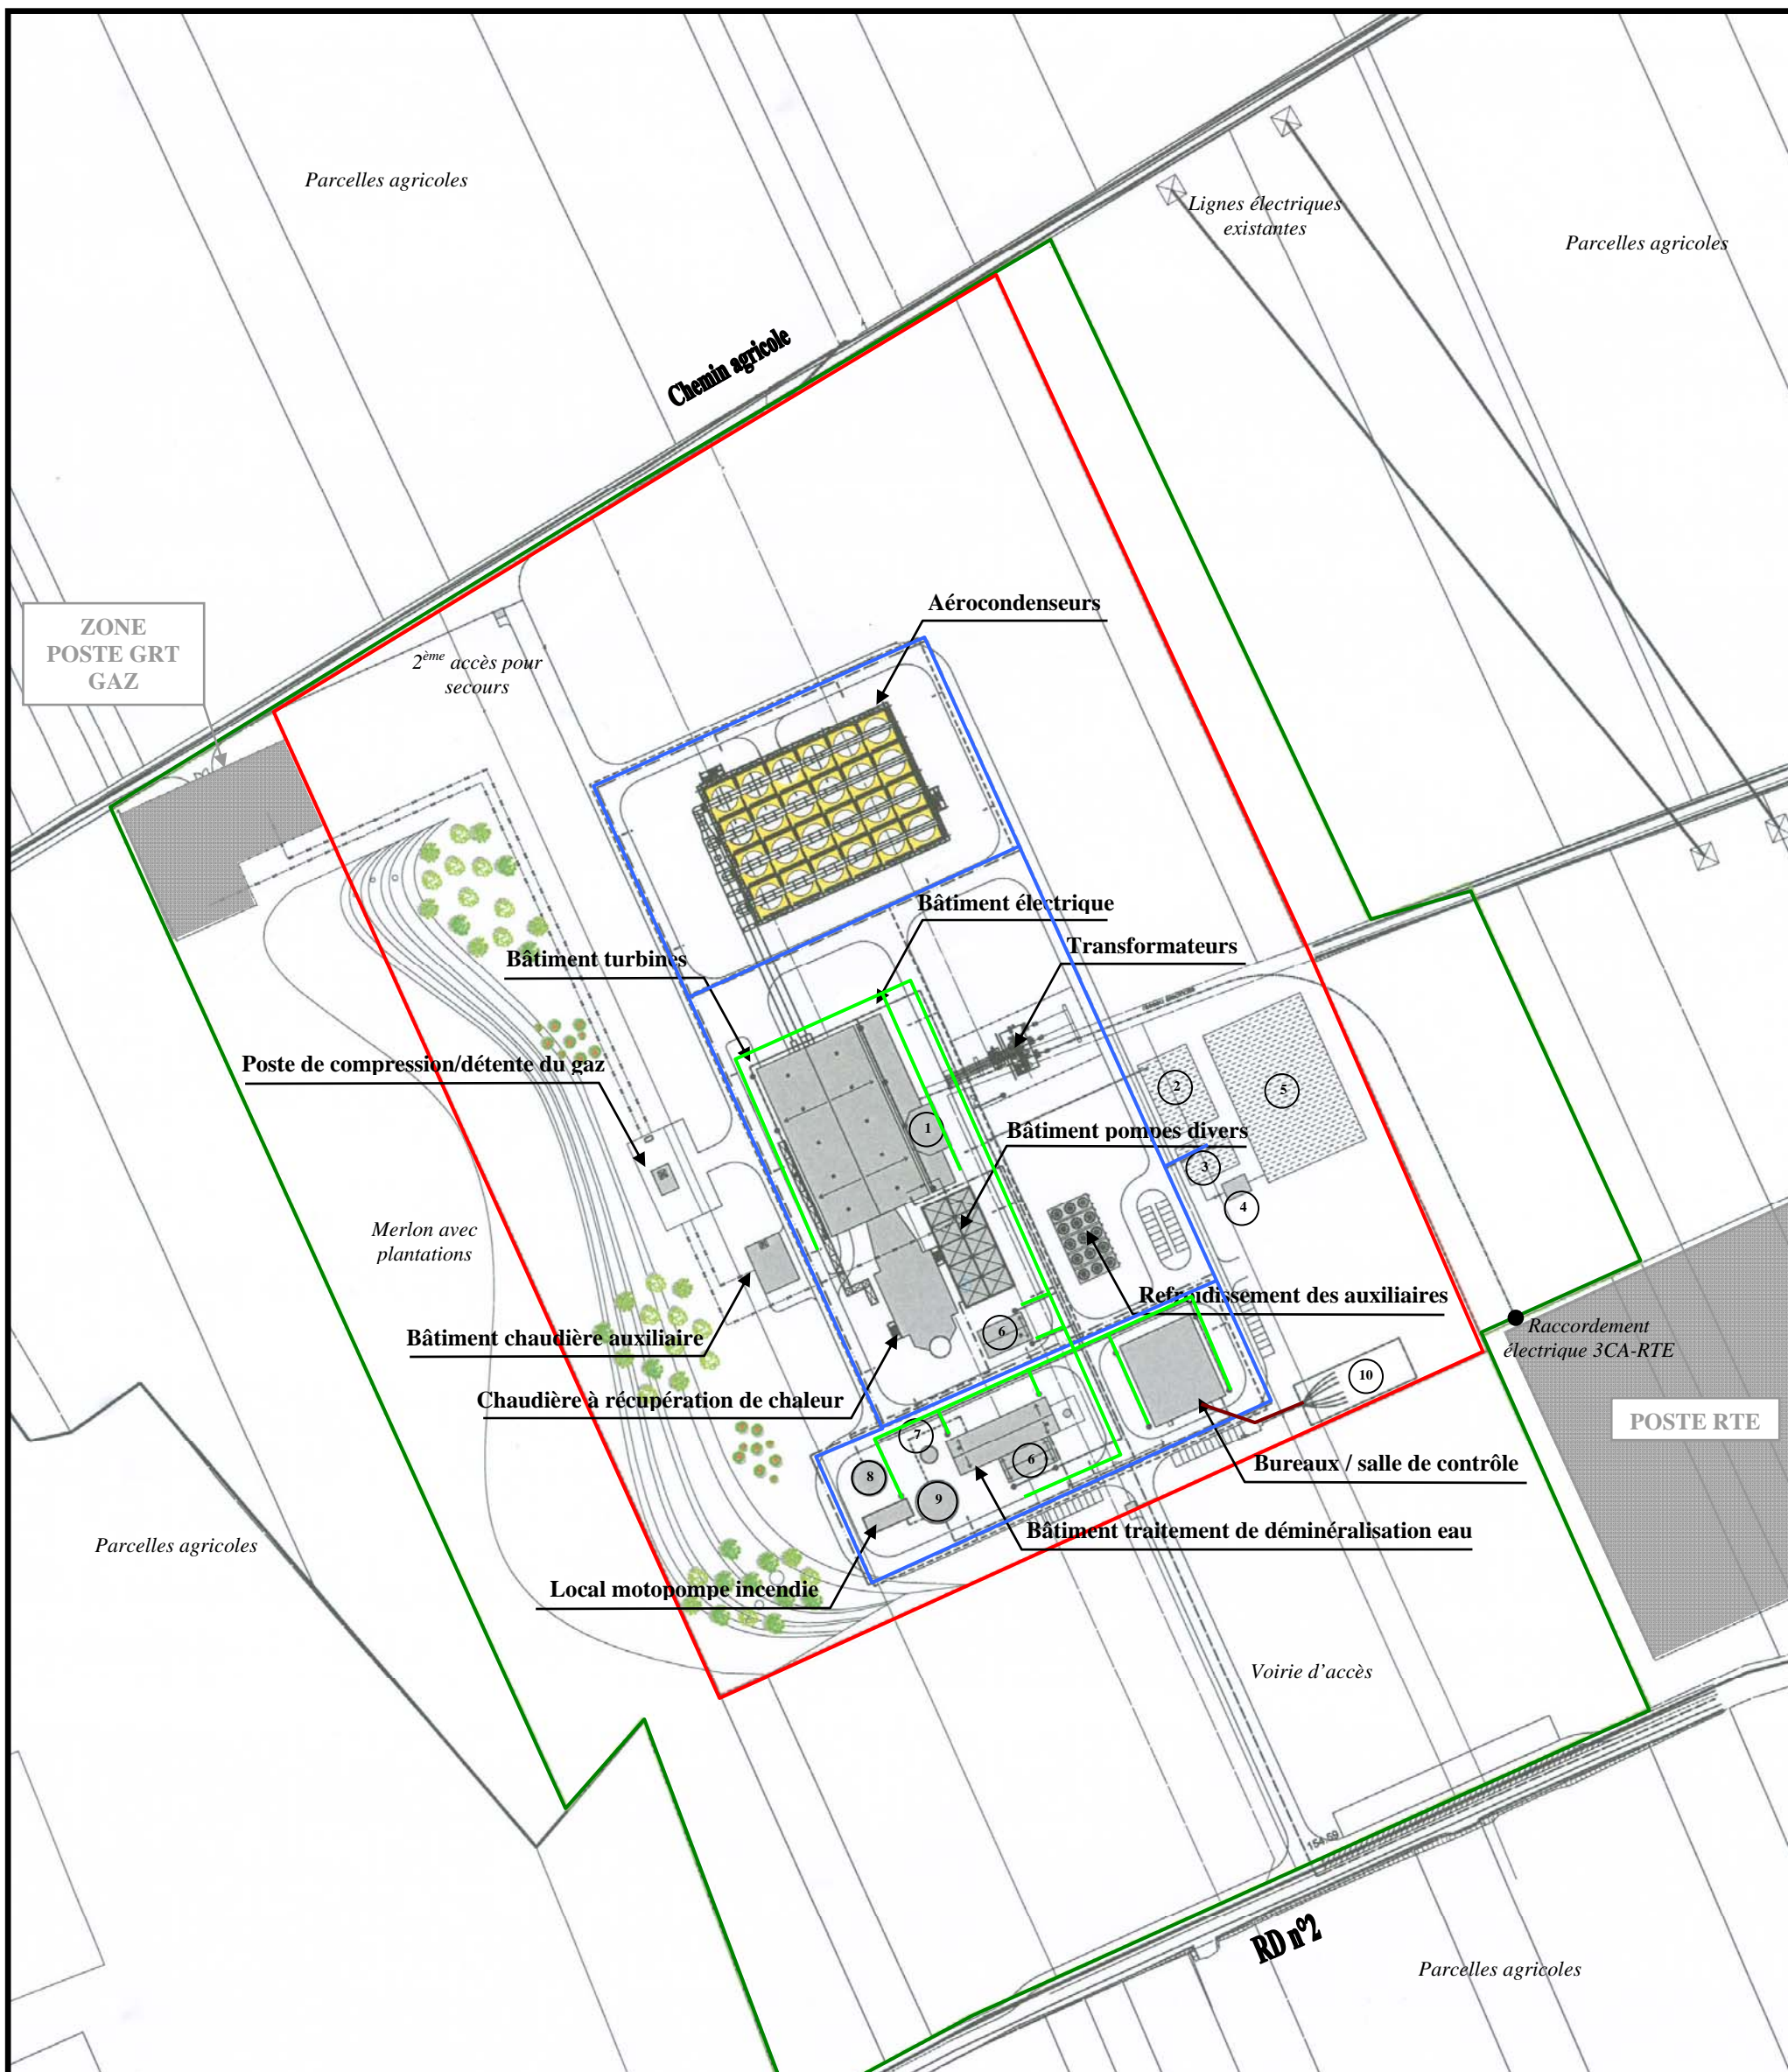 Parcelles agricoles
Lignes électriques
existantes
Parcelles agricoles
Chemin agricole
ZONE
POSTE GRT
GAZ
2ème accès pour
secours
Aérocondenseurs
Bâtiment électrique
Bâtiment turbines
Transformateurs
Poste de compression/détente du gaz
2
5
1
Bâtiment pompes divers
3
4
Merlon avec
plantations
Refroidissement des auxiliaires
Raccordement
électrique 3CA-RTE
Bâtiment chaudière auxiliaire
6
10
Chaudière à récupération de chaleur
POSTE RTE
7
6
8
9
Bureaux / salle de contrôle
Bâtiment traitement de déminéralisation eau
Parcelles agricoles
Local motopompe incendie
Voirie d'accès
154.69
RD n°2
Parcelles agricoles